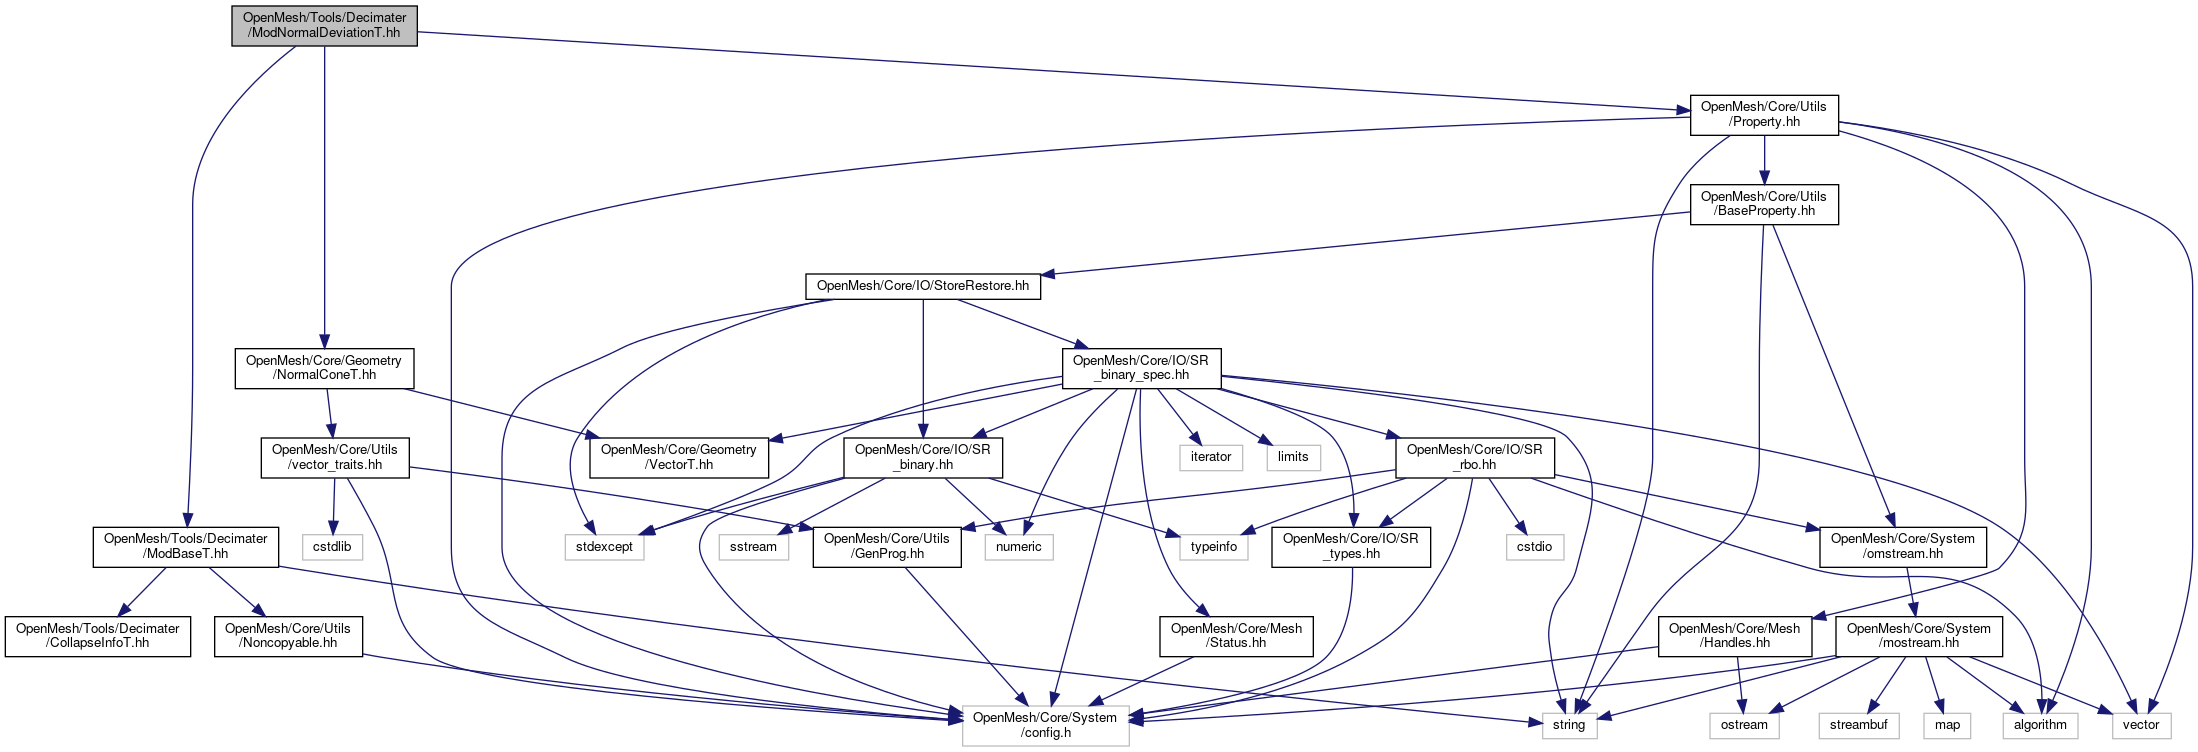 OpenMesh/Tools/Decimater
/ModNormalDeviationT.hh
OpenMesh/Core/Utils
/Property.hh
OpenMesh/Core/Utils
/BaseProperty.hh
OpenMesh/Core/IO/StoreRestore.hh
OpenMesh/Core/Geometry
/NormalConeT.hh
OpenMesh/Core/IO/SR
_binary_spec.hh
OpenMesh/Core/Utils
/vector_traits.hh
OpenMesh/Core/Geometry
/VectorT.hh
OpenMesh/Core/IO/SR
_binary.hh
iterator
limits
OpenMesh/Core/IO/SR
_rbo.hh
OpenMesh/Tools/Decimater
/ModBaseT.hh
cstdlib
stdexcept
sstream
OpenMesh/Core/Utils
/GenProg.hh
numeric
typeinfo
OpenMesh/Core/IO/SR
_types.hh
cstdio
OpenMesh/Core/System
/omstream.hh
OpenMesh/Tools/Decimater
/CollapseInfoT.hh
OpenMesh/Core/Utils
/Noncopyable.hh
OpenMesh/Core/Mesh
/Status.hh
OpenMesh/Core/Mesh
/Handles.hh
OpenMesh/Core/System
/mostream.hh
OpenMesh/Core/System
/config.h
string
ostream
streambuf
map
algorithm
vector